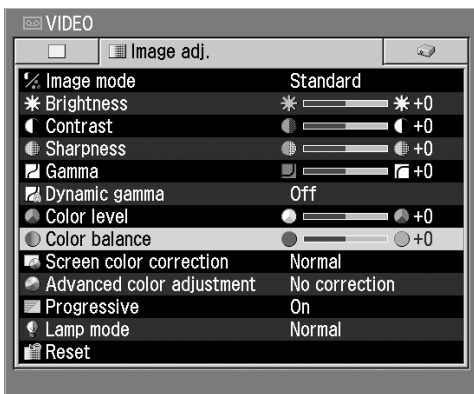 VIDEO
Image adj.
Image mode Standard
Brightness +0
Contrast +0
Sharpness +0
Gamma +0
Dynamic gamma Off
Color level +0
Color balance +0
Screen color correction Normal
Advanced color adjustment No correction
Progressive On
Lamp mode Normal
Reset